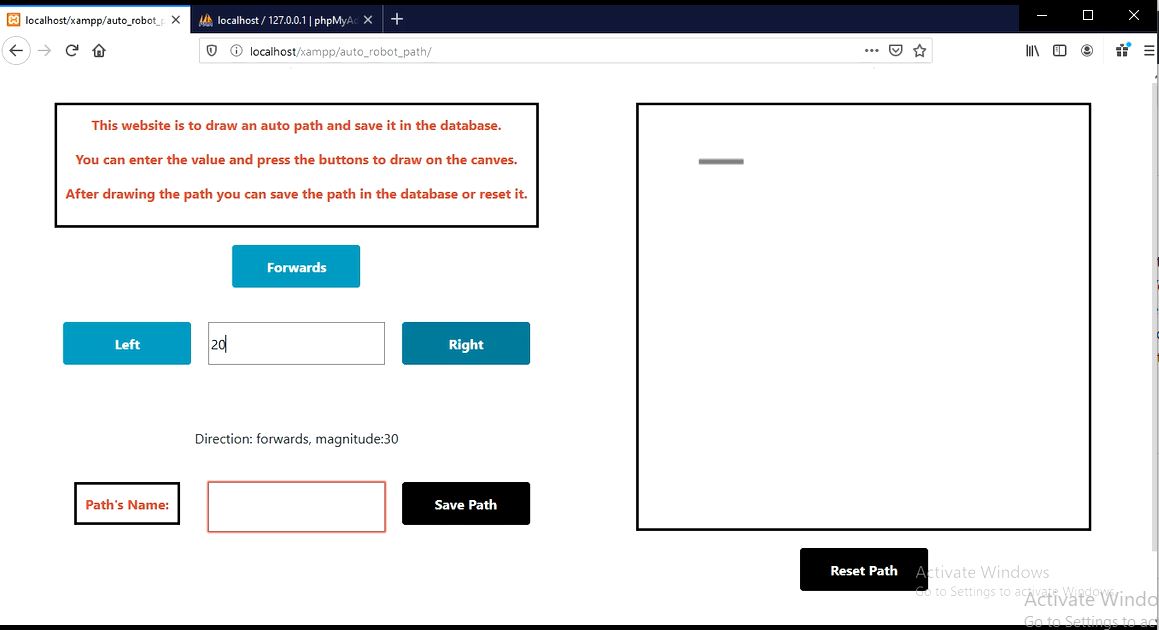 localhost/xampp/auto_robot_p
localhost / 127.0.0.1 | phpMyAd
localhost/xampp/auto_robot_path/
This website is to draw an auto path and save it in the database.
You can enter the value and press the buttons to draw on the canves.
After drawing the path you can save the path in the database or reset it.
Forwards
Left
20
Right
Direction: forwards, magnitude:30
Path's Name:
Save Path
Reset Path
Activate Windows
Go to Settings to activate Windows.
Activate Windo
Go to Settings to ac